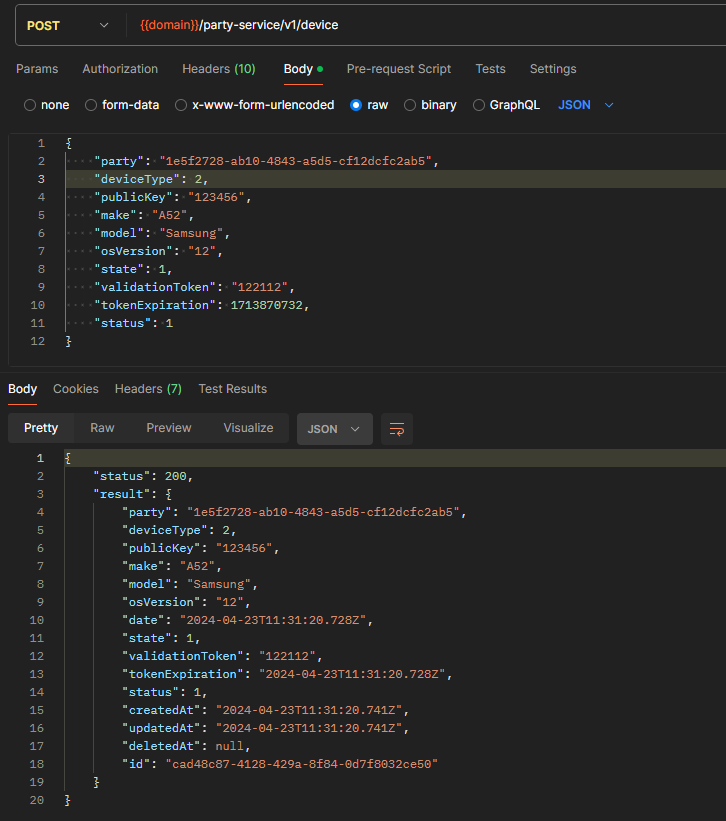 POST {{domain}}/party-service/v1/device
Params Authorization Headers (10) Body Pre-request Script Tests Settings
none form-data x-www-form-urlencoded raw binary GraphQL JSON
1 {
2 "party": "1e5f2728-ab10-4843-a5d5-cf12dcfc2ab5",
3 "deviceType": 2,
4 "publicKey": "123456",
5 "make": "A52",
6 "model": "Samsung",
7 "osVersion": "12",
8 "state": 1,
9 "validationToken": "122112",
10 "tokenExpiration": 1713870732,
11 "status": 1
12 }
Body Cookies Headers (7) Test Results
Pretty Raw Preview Visualize JSON
1 {
2 "status": 200,
3 "result": {
4 "party": "1e5f2728-ab10-4843-a5d5-cf12dcfc2ab5",
5 "deviceType": 2,
6 "publicKey": "123456",
7 "make": "A52",
8 "model": "Samsung",
9 "osVersion": "12",
10 "date": "2024-04-23T11:31:20.728Z",
11 "state": 1,
12 "validationToken": "122112",
13 "tokenExpiration": "2024-04-23T11:31:20.728Z",
14 "status": 1,
15 "createdAt": "2024-04-23T11:31:20.741Z",
16 "updatedAt": "2024-04-23T11:31:20.741Z",
17 "deletedAt": null,
18 "id": "cad48c87-4128-429a-8f84-0d7f8032ce50"
19 }
20 }